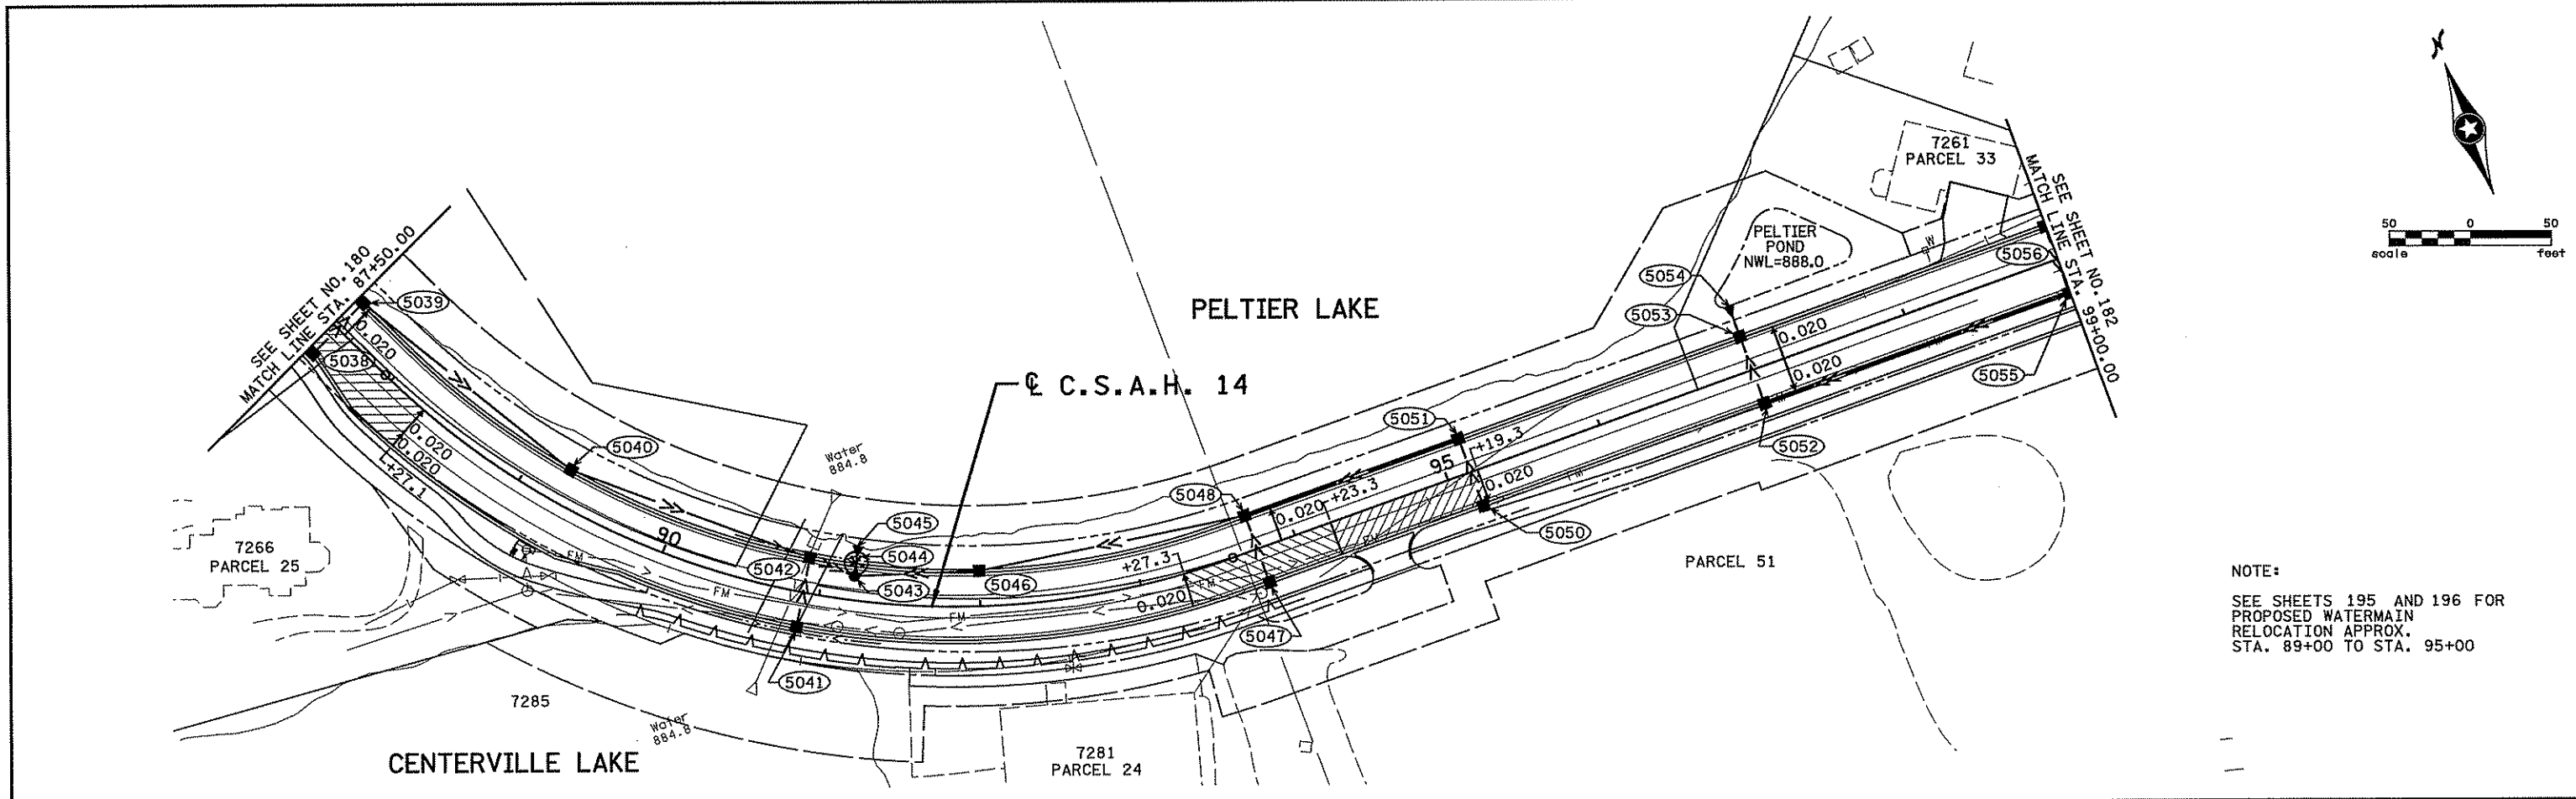 SEE SHEET NO. 180
MATCH LINE STA. 87+50.00
5039
0.020
5038
0.020
0.020
+27.1
5040
90
7266
PARCEL 25
FM
FM
FM
Water
884.8
5045
5044
5042
5043
5046
5041
7285
Water
884.8
CENTERVILLE LAKE
PELTIER LAKE
℄ C.S.A.H. 14
5048
+27.3
0.020
FM
5047
0.020
+23.3
95
+19.3
0.020
5051
5050
FM
7281
PARCEL 24
PARCEL 51
5054
5053
0.020
0.020
5052
5055
5056
PELTIER
POND
NWL=888.0
W
7261
PARCEL 33
SEE SHEET NO. 182
MATCH LINE STA. 99+00.00
N
50 0 50
scale feet
NOTE:
SEE SHEETS 195 AND 196 FOR
PROPOSED WATERMAIN
RELOCATION APPROX.
STA. 89+00 TO STA. 95+00